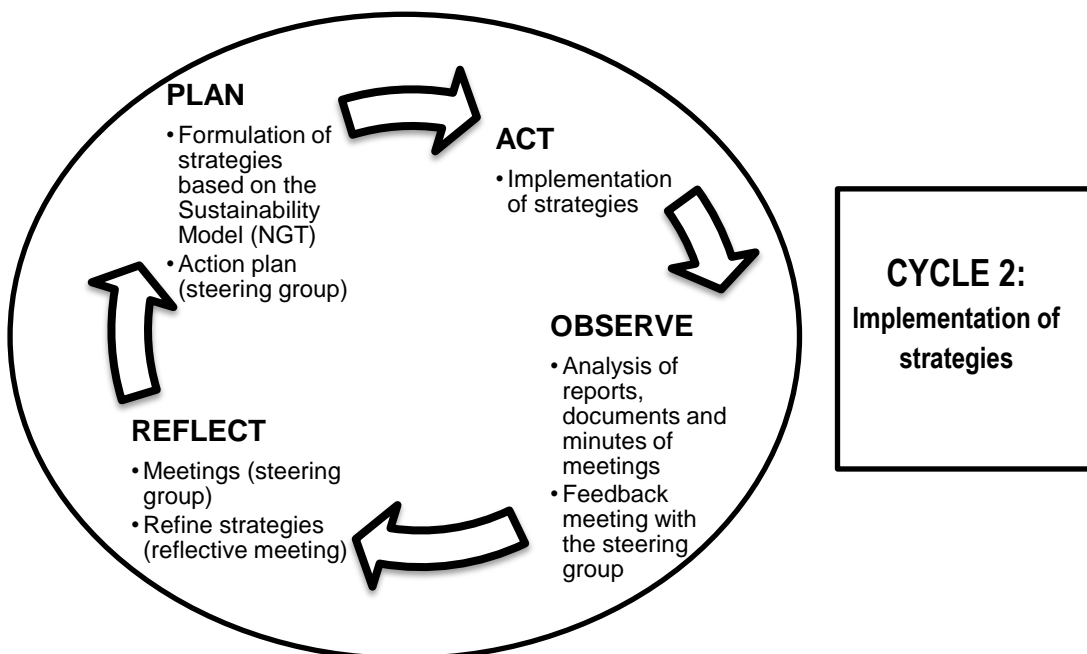 PLAN
• Formulation of
strategies
based on the
Sustainability
Model (NGT)
• Action plan
(steering group)
ACT
• Implementation
of strategies
OBSERVE
• Analysis of
reports,
documents and
minutes of
meetings
• Feedback
meeting with
the steering
group
REFLECT
• Meetings (steering
group)
• Refine strategies
(reflective meeting)
CYCLE 2:
Implementation of
strategies